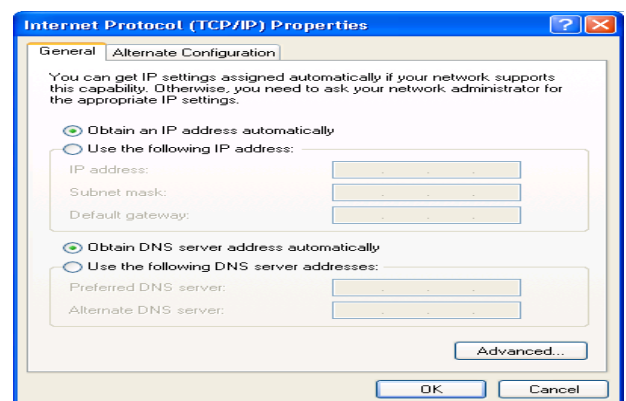 Internet Protocol (TCP/IP) Properties
General
Alternate Configuration
You can get IP settings assigned automatically if your network supports
this capability. Otherwise, you need to ask your network administrator for
the appropriate IP settings.
Obtain an IP address automatically
Use the following IP address:
IP address:
Subnet mask:
Default gateway:
Obtain DNS server address automatically
Use the following DNS server addresses:
Preferred DNS server:
Alternate DNS server:
Advanced...
OK
Cancel